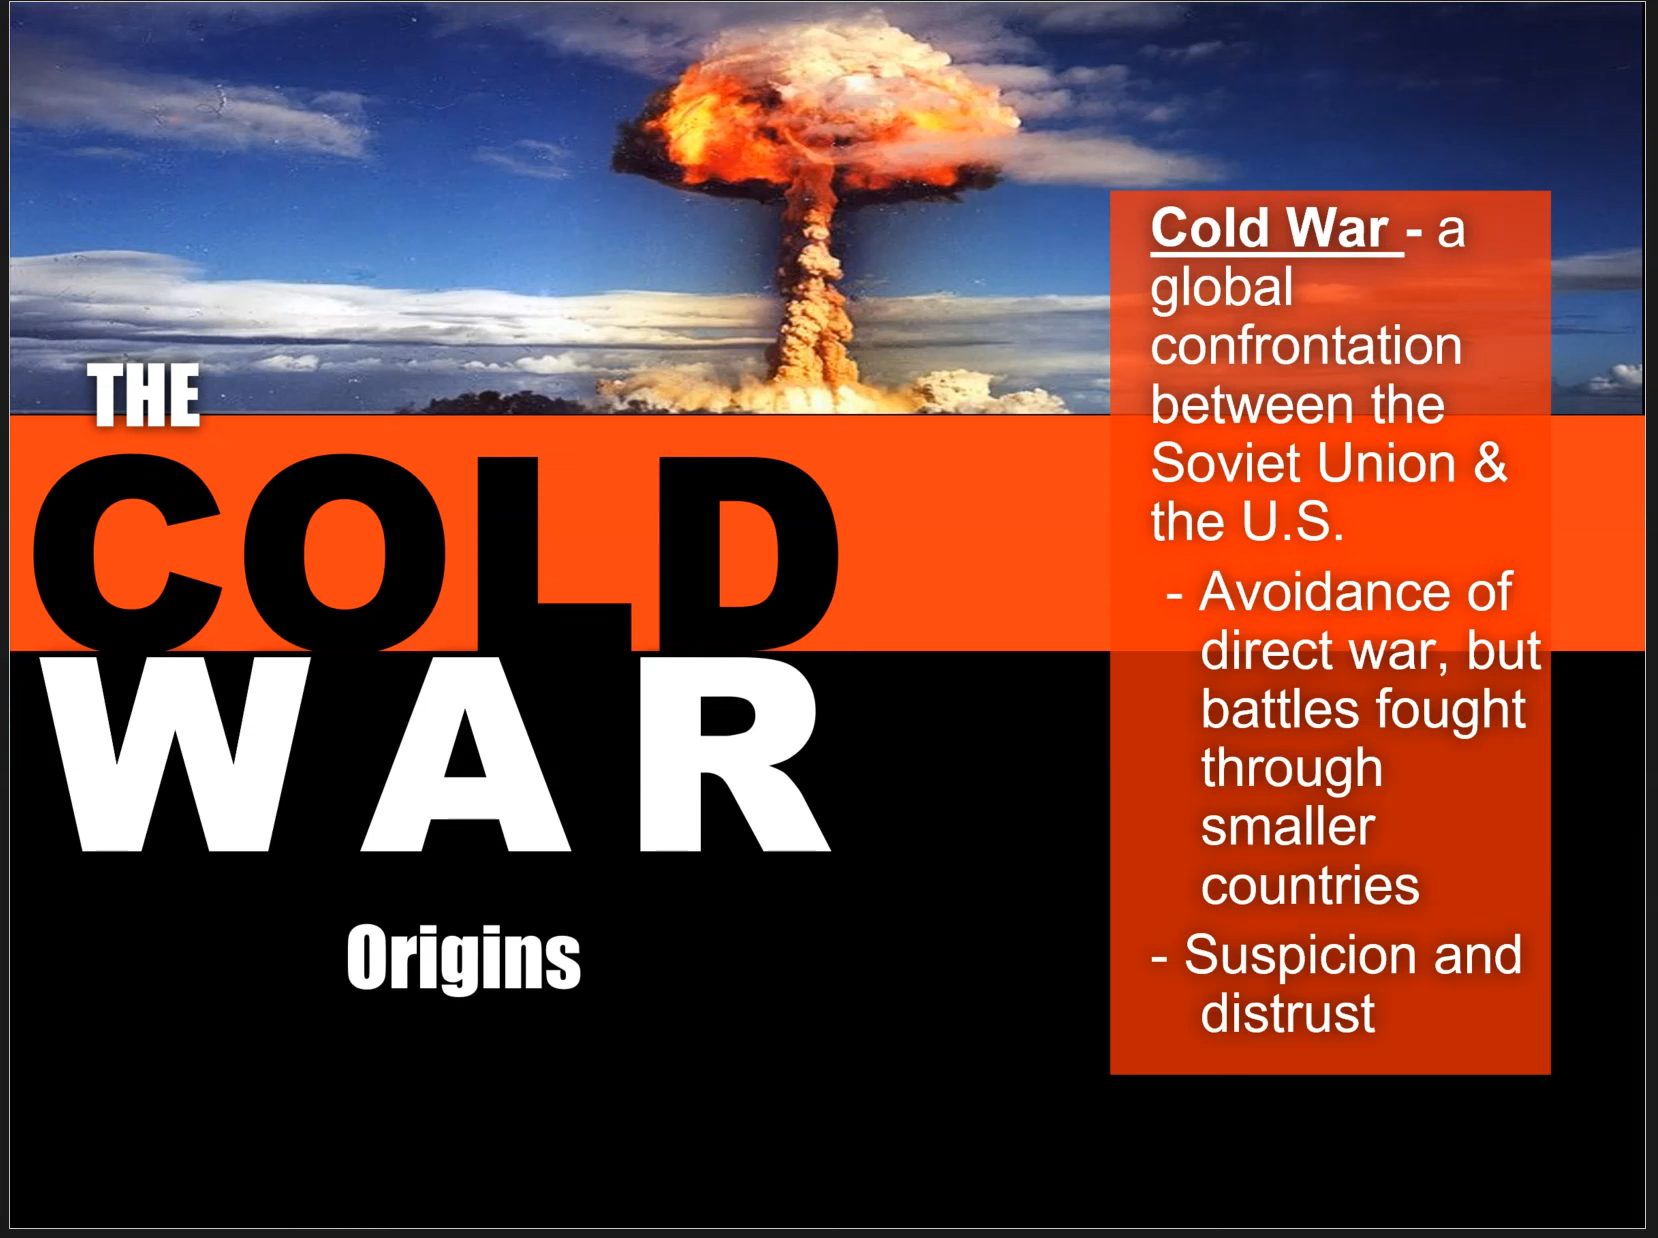 THE
COLD
WAR
Origins
Cold War - a
global
confrontation
between the
Soviet Union &
the U.S.
- Avoidance of
direct war, but
battles fought
through
smaller
countries
- Suspicion and
distrust